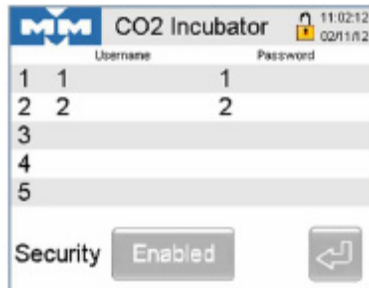 MMM CO2 Incubator 11:02:12
02/11/12
Username Password
1 1 1
2 2 2
3
4
5
Security Enabled